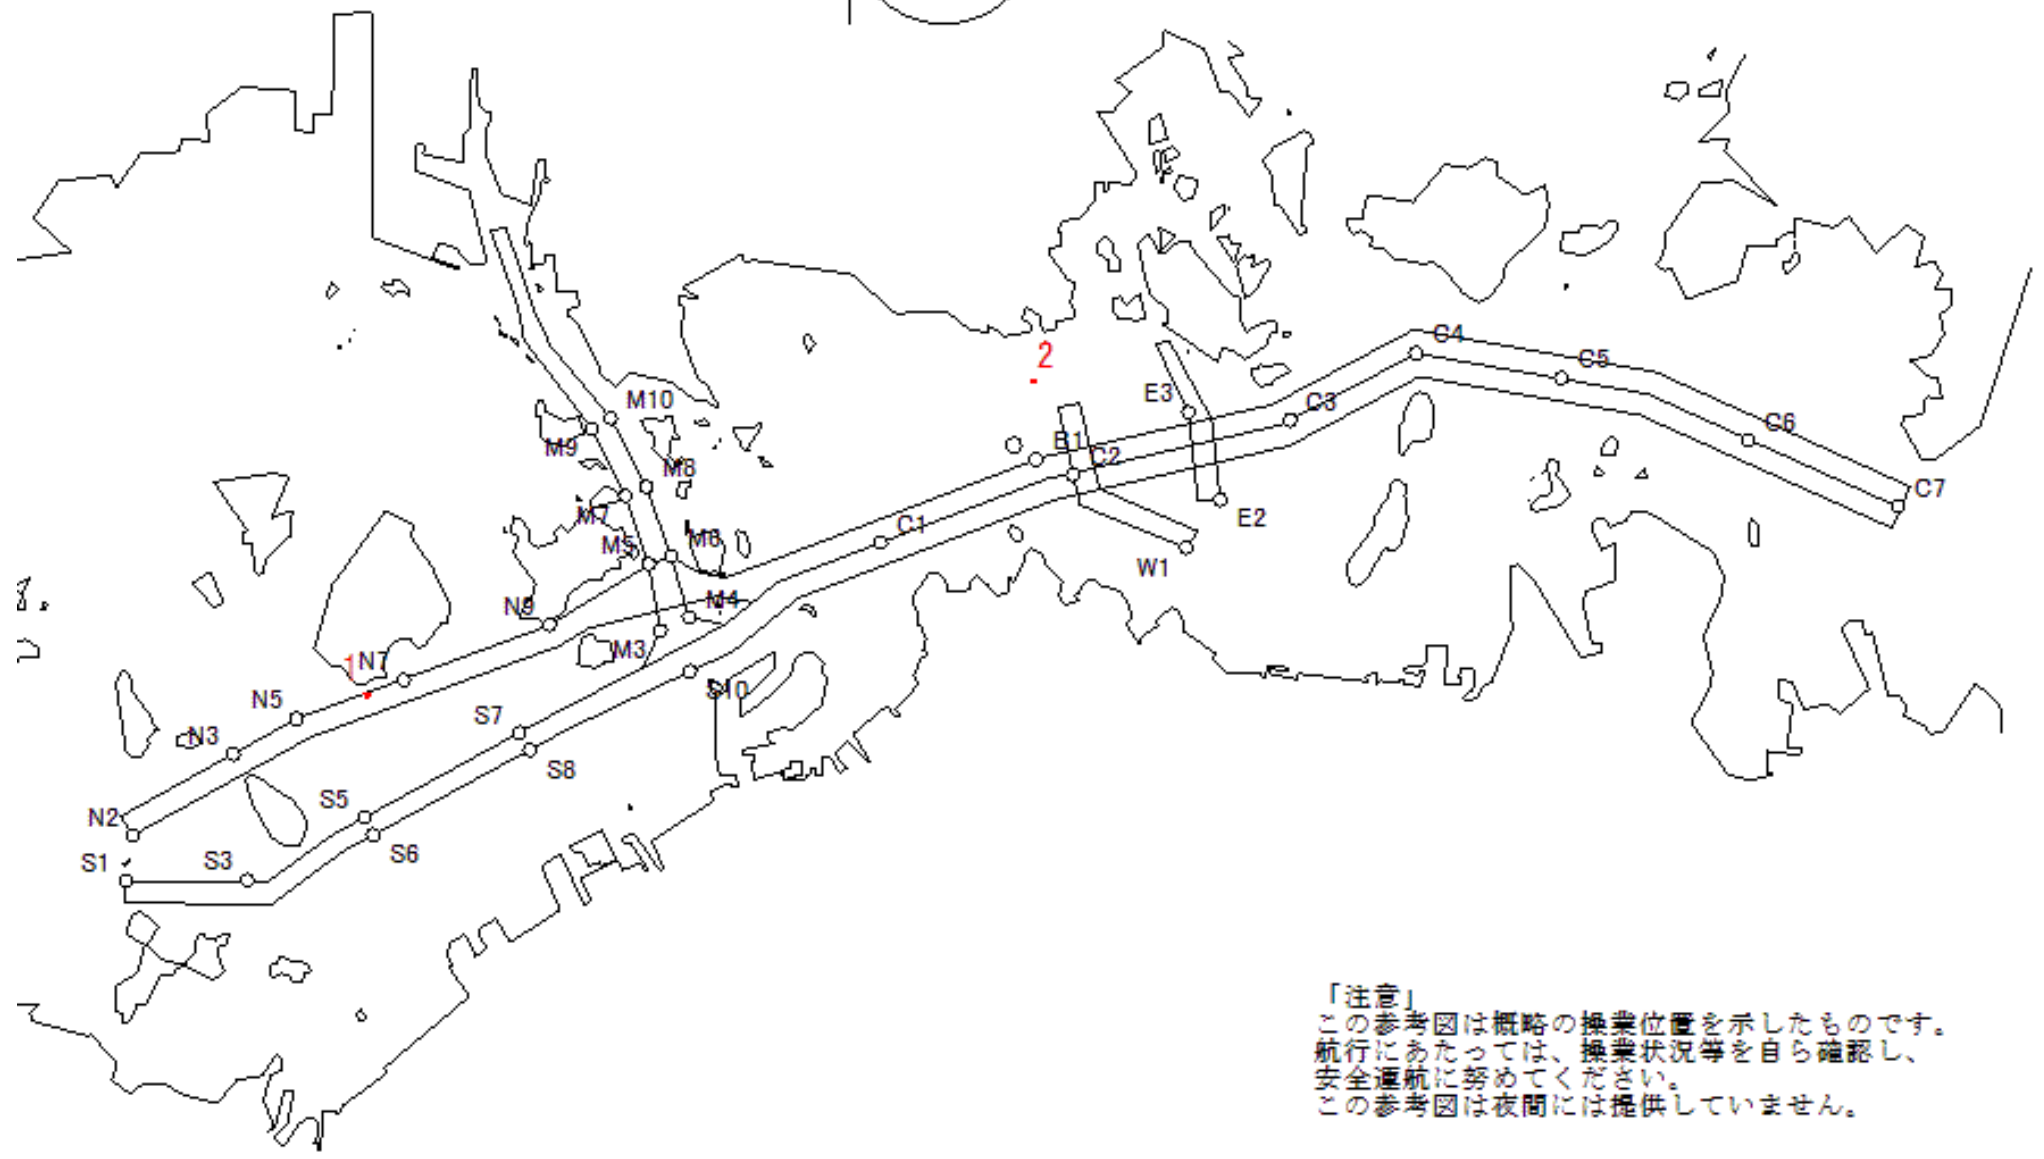 2
C4
C5
E3
M10
C3
C6
M9
B1
C2
M8
C7
M7
E2
C1
M5
M6
W1
N9
M4
M3
1
N7
S10
N5
S7
N3
S8
S5
N2
S6
S1
S3
「注意」
この参考図は概略の操業位置を示したものです。
航行にあたっては、操業状況等を自ら確認し、
安全運航に努めてください。
この参考図は夜間には提供していません。